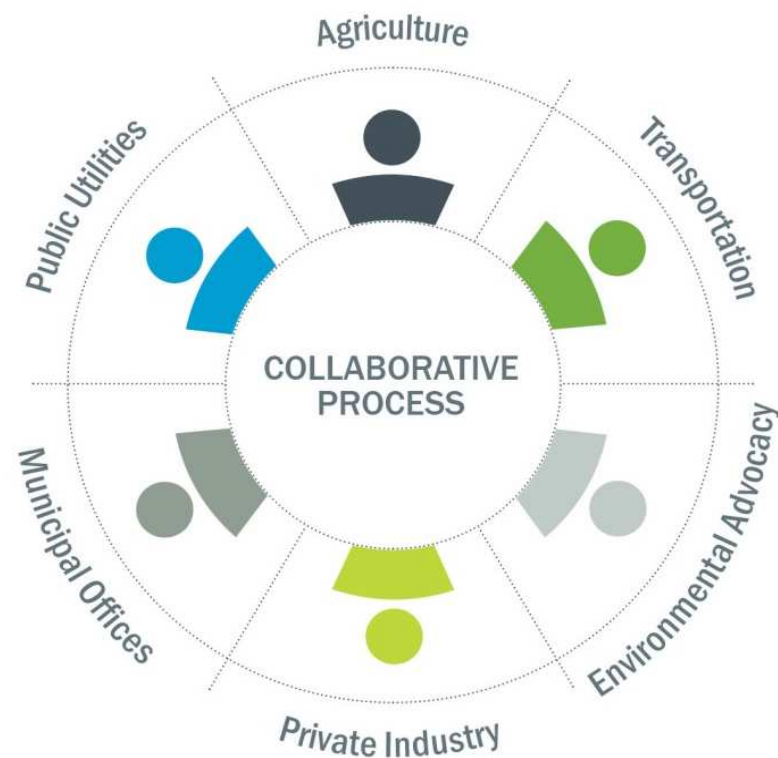 Agriculture
Transportation
Environmental Advocacy
Private Industry
Municipal Offices
Public Utilities
COLLABORATIVE
PROCESS